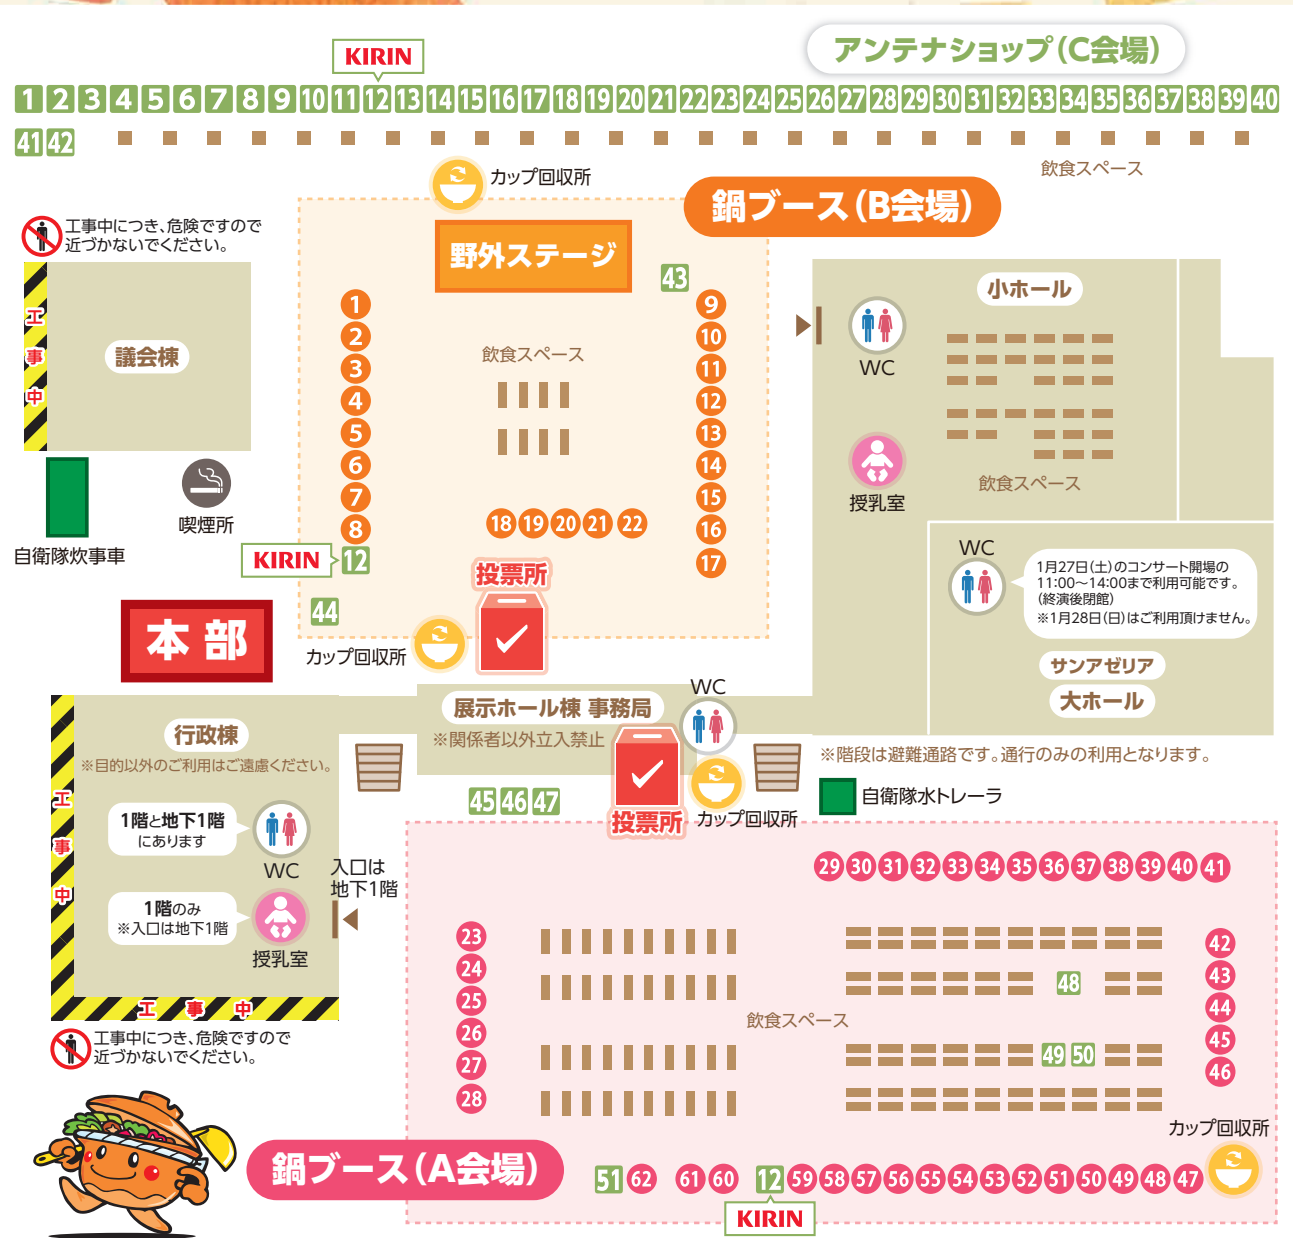 KIRIN
アンテナショップ（C会場）
1 2 3 4 5 6 7 8 9 10 11 12 13 14 15 16 17 18 19 20 21 22 23 24 25 26 27 28 29 30 31 32 33 34 35 36 37 38 39 40
41 42
飲食スペース
カップ回収所
鍋ブース（B会場）
工事中につき、危険ですので
近づかないでください。
野外ステージ
43
工事中
議会棟
1
2
3
4
5
6
7
8
飲食スペース
9
10
11
12
13
14
15
16
17
18 19 20 21 22
小ホール
WC
授乳室
飲食スペース
喫煙所
自衛隊炊事車
KIRIN
12
44
投票所
カップ回収所
WC
1月27日（土）のコンサート開場の
11:00〜14:00まで利用可能です。
（終演後閉館）
※1月28日（日）はご利用頂けません。
サンアゼリア
大ホール
本部
展示ホール棟 事務局
※関係者以外立入禁止
WC
投票所
カップ回収所
※階段は避難通路です。通行のみの利用となります。
自衛隊水トレーラ
行政棟
※目的以外のご利用はご遠慮ください。
1階と地下1階
にあります
WC
1階のみ
※入口は地下1階
授乳室
入口は
地下1階
工事中
工事中
工事中につき、危険ですので
近づかないでください。
45 46 47
29 30 31 32 33 34 35 36 37 38 39 40 41
23
24
25
26
27
28
42
43
44
45
46
48
飲食スペース
49 50
カップ回収所
鍋ブース（A会場）
51 62 61 60 12 59 58 57 56 55 54 53 52 51 50 49 48 47
KIRIN